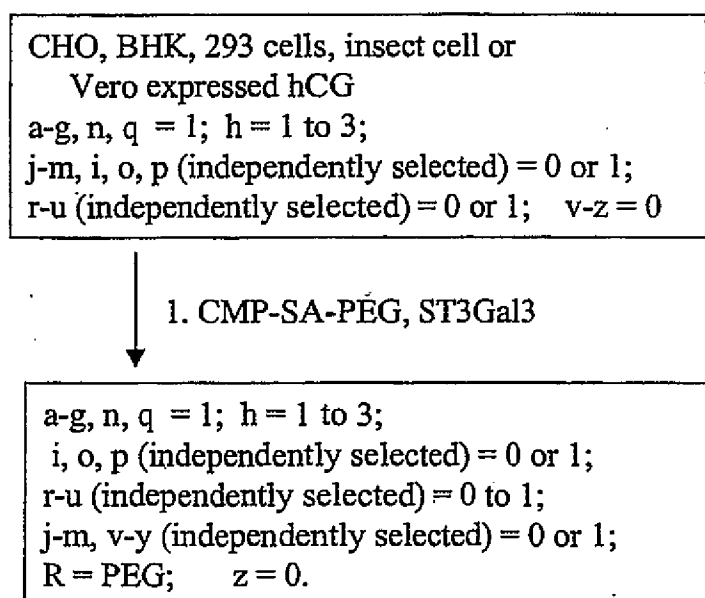 CHO, BHK, 293 cells, insect cell or
Vero expressed hCG
a-g, n, q = 1; h = 1 to 3;
j-m, i, o, p (independently selected) = 0 or 1;
r-u (independently selected) = 0 or 1; v-z = 0
1. CMP-SA-PEG, ST3Gal3
a-g, n, q = 1; h = 1 to 3;
i, o, p (independently selected) = 0 or 1;
r-u (independently selected) = 0 to 1;
j-m, v-y (independently selected) = 0 or 1;
R = PEG; z = 0.